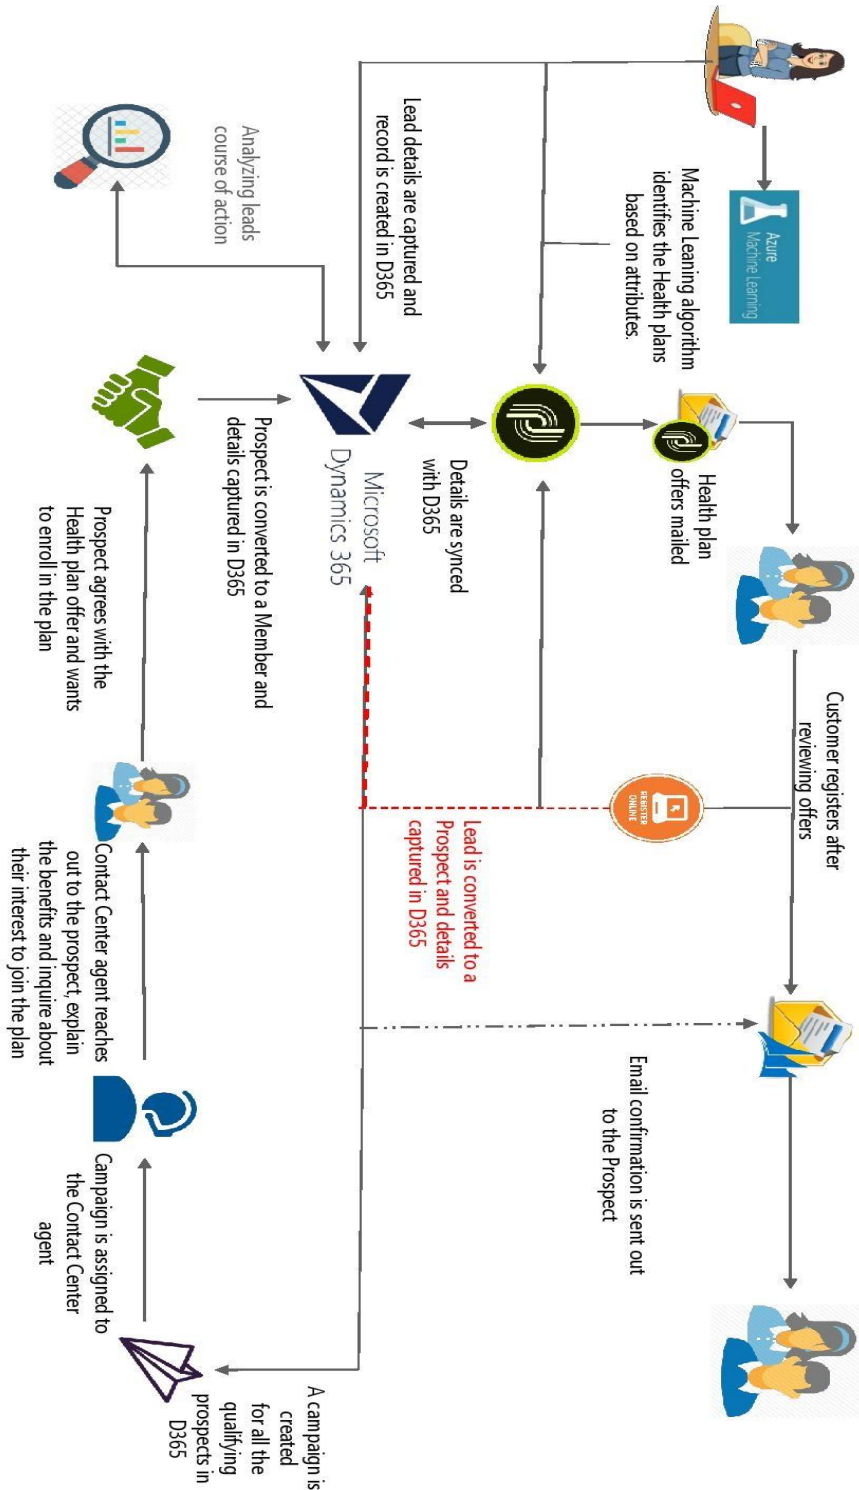 Azure
Machine Learning
Machine Leaning algorithm
identifies the Health plans
based on attributes.
Lead details are captured and
record is created in D365
Analyzing leads
course of action
Health plan
offers mailed
Details are synced
with D365
Microsoft
Dynamics 365
Prospect is converted to a Member and
details captured in D365
Customer registers after
reviewing offers
REGISTER
ONLINE
Lead is converted to a
Prospect and details
captured in D365
Email confirmation is sent out
to the Prospect
Prospect agrees with the
Health plan offer and wants
to enroll in the plan
Contact Center agent reaches
out to the prospect, explain
the benefits and inquire about
their interest to join the plan
Campaign is assigned to
the Contact Center
agent
A campaign is
created
for all the
qualifying
prospects in
D365